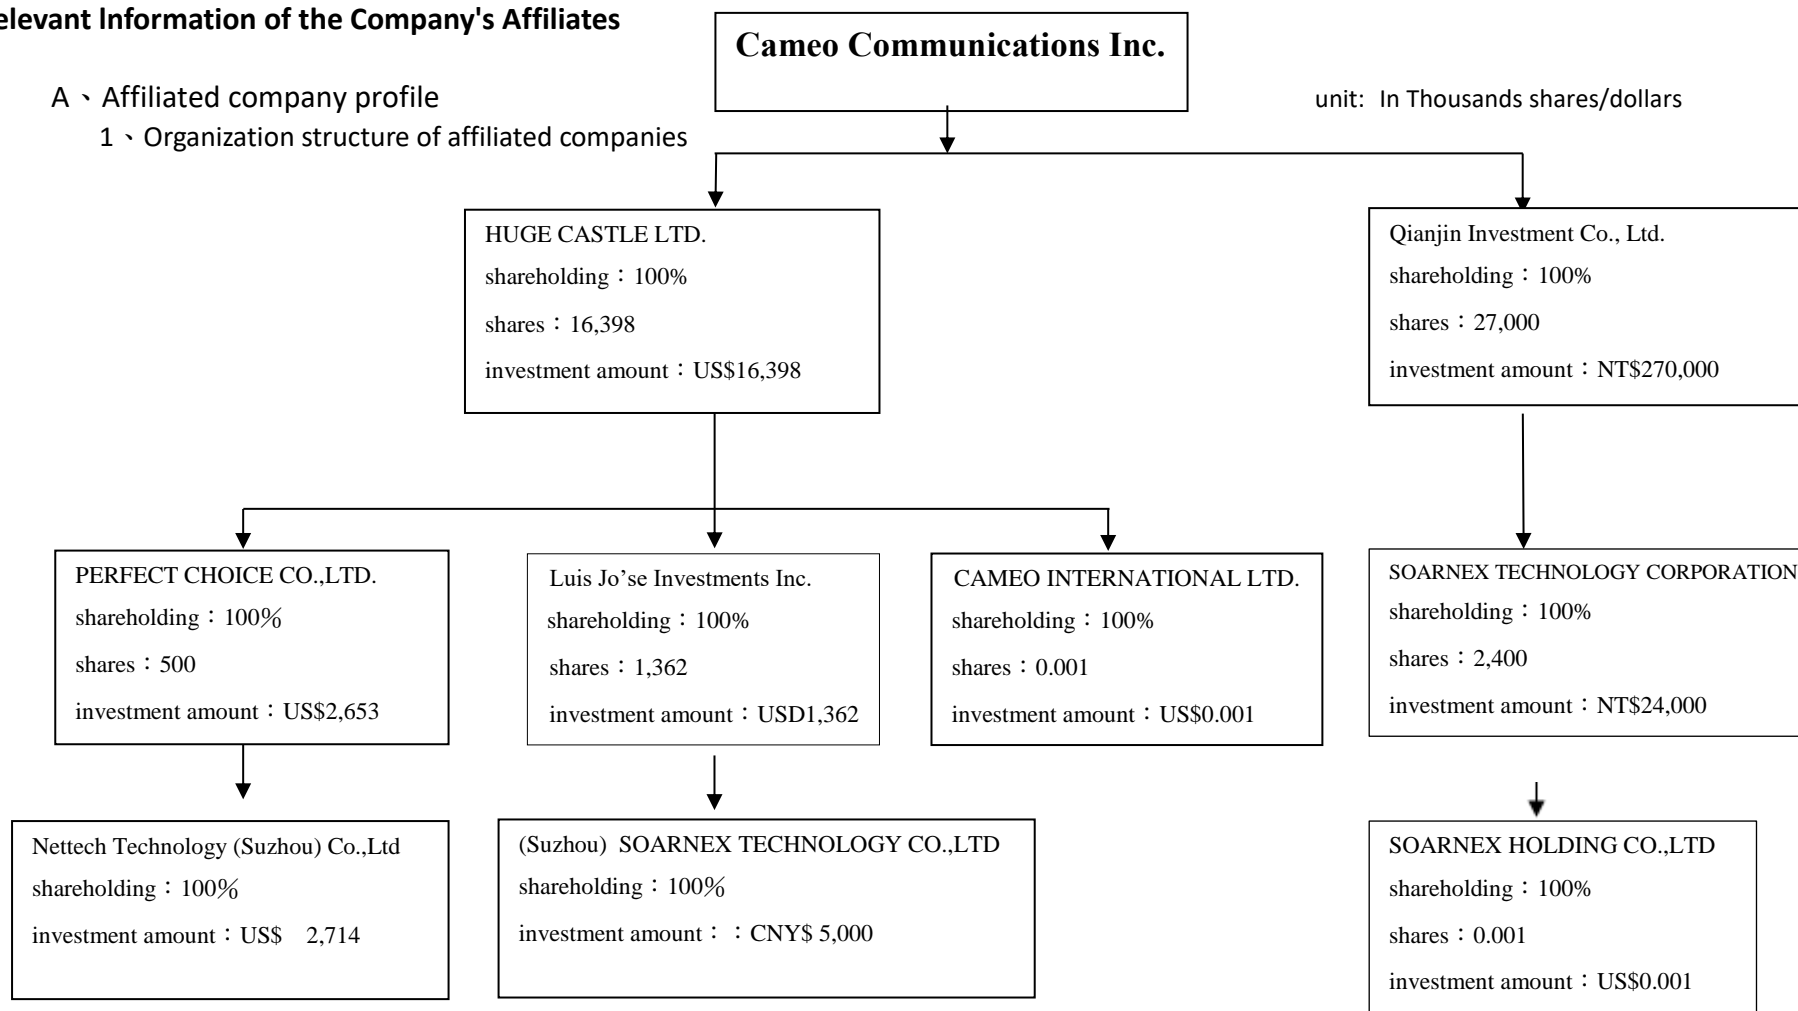 elevant Information of the Company's Affiliates
Cameo Communications Inc.
A、Affiliated company profile
unit: In Thousands shares/dollars
1、Organization structure of affiliated companies
HUGE CASTLE LTD.
shareholding：100%
shares：16,398
investment amount：US$16,398
Qianjin Investment Co., Ltd.
shareholding：100%
shares：27,000
investment amount：NT$270,000
PERFECT CHOICE CO.,LTD.
shareholding：100%
shares：500
investment amount：US$2,653
Luis Jo’se Investments Inc.
shareholding：100%
shares：1,362
investment amount：USD1,362
CAMEO INTERNATIONAL LTD.
shareholding：100%
shares：0.001
investment amount：US$0.001
SOARNEX TECHNOLOGY CORPORATION
shareholding：100%
shares：2,400
investment amount：NT$24,000
Nettech Technology (Suzhou) Co.,Ltd
shareholding：100%
investment amount：US$ 2,714
(Suzhou) SOARNEX TECHNOLOGY CO.,LTD
shareholding：100%
investment amount：：CNY$ 5,000
SOARNEX HOLDING CO.,LTD
shareholding：100%
shares：0.001
investment amount：US$0.001